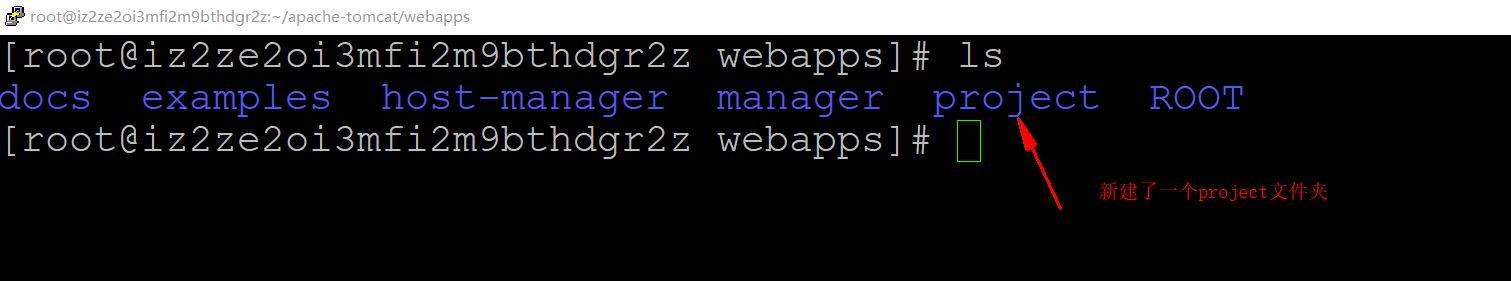 root@iz2ze2oi3mfi2m9bthdgr2z:~/apache-tomcat/webapps
[root@iz2ze2oi3mfi2m9bthdgr2z webapps]# ls
docs examples host-manager manager project ROOT
[root@iz2ze2oi3mfi2m9bthdgr2z webapps]#
新建了一个project文件夹